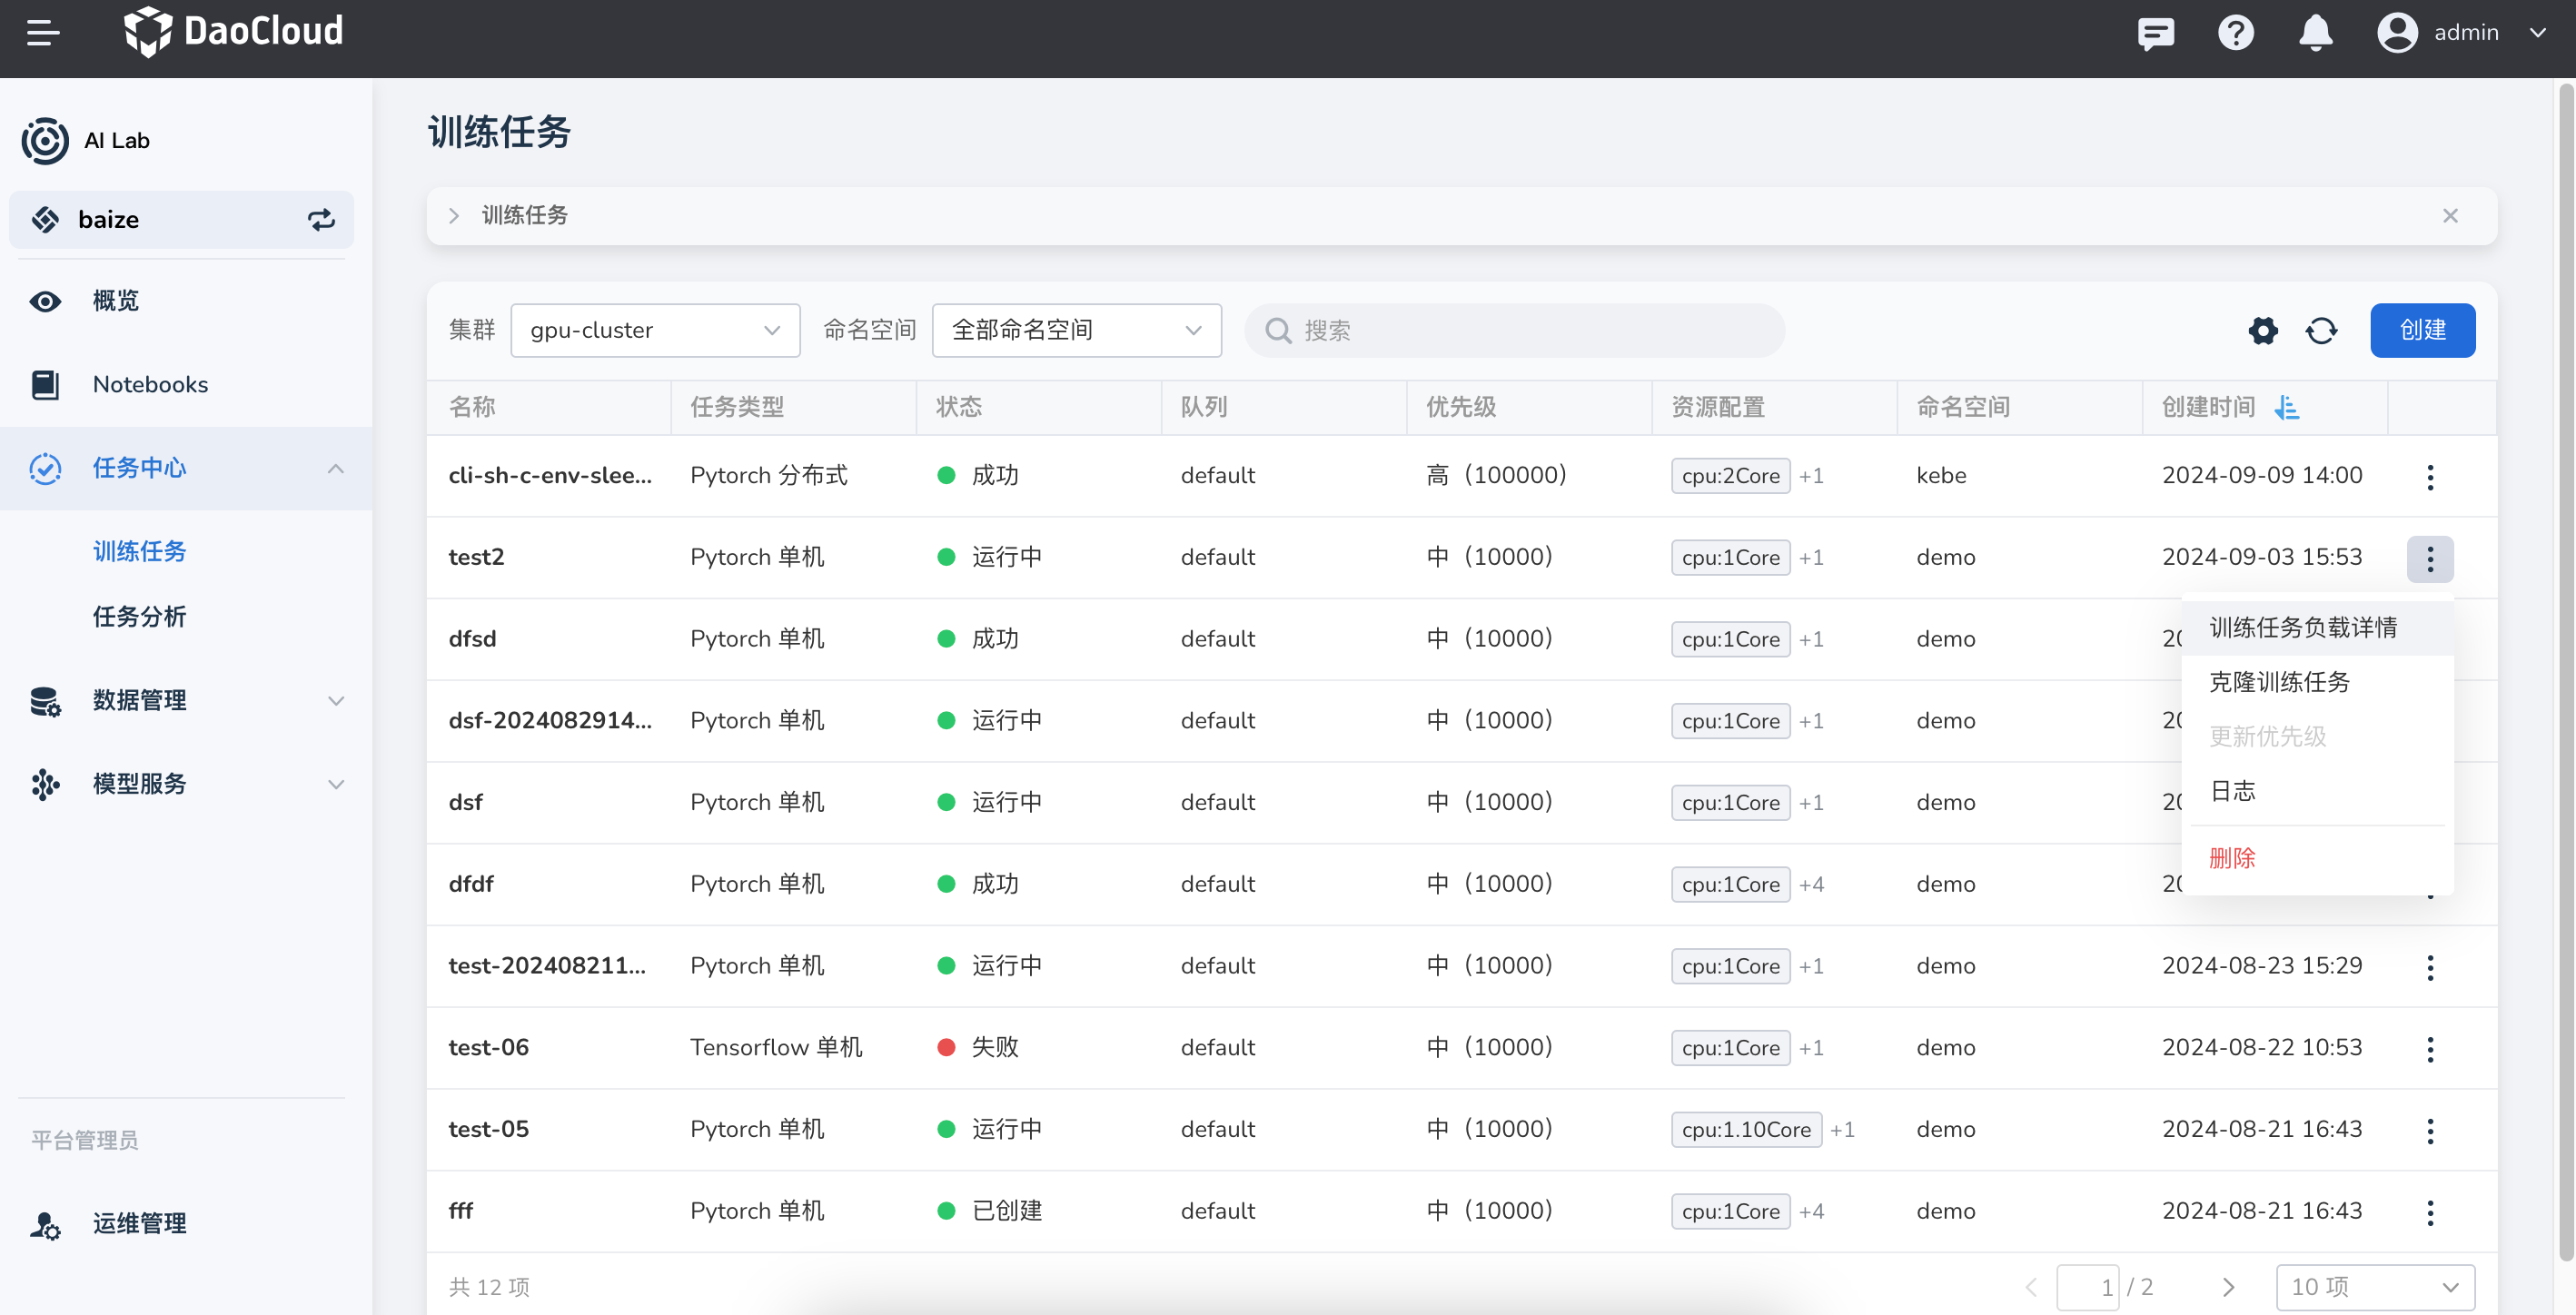 DaoCloud
admin
AI Lab
baize
概览
Notebooks
任务中心
训练任务
任务分析
数据管理
模型服务
平台管理员
运维管理
训练任务
训练任务
集群 gpu-cluster 命名空间 全部命名空间 搜索 创建
名称 任务类型 状态 队列 优先级 资源配置 命名空间 创建时间
cli-sh-c-env-slee... Pytorch 分布式 成功 default 高（100000） cpu:2Core +1 kebe 2024-09-09 14:00
test2 Pytorch 单机 运行中 default 中（10000） cpu:1Core +1 demo 2024-09-03 15:53
dfsd Pytorch 单机 成功 default 中（10000） cpu:1Core +1 demo
dsf-2024082914... Pytorch 单机 运行中 default 中（10000） cpu:1Core +1 demo
dsf Pytorch 单机 运行中 default 中（10000） cpu:1Core +1 demo
dfdf Pytorch 单机 成功 default 中（10000） cpu:1Core +4 demo
test-202408211... Pytorch 单机 运行中 default 中（10000） cpu:1Core +1 demo 2024-08-23 15:29
test-06 Tensorflow 单机 失败 default 中（10000） cpu:1Core +1 demo 2024-08-22 10:53
test-05 Pytorch 单机 运行中 default 中（10000） cpu:1.10Core +1 demo 2024-08-21 16:43
fff Pytorch 单机 已创建 default 中（10000） cpu:1Core +4 demo 2024-08-21 16:43
训练任务负载详情
克隆训练任务
更新优先级
日志
删除
共 12 项 1 / 2 10 项